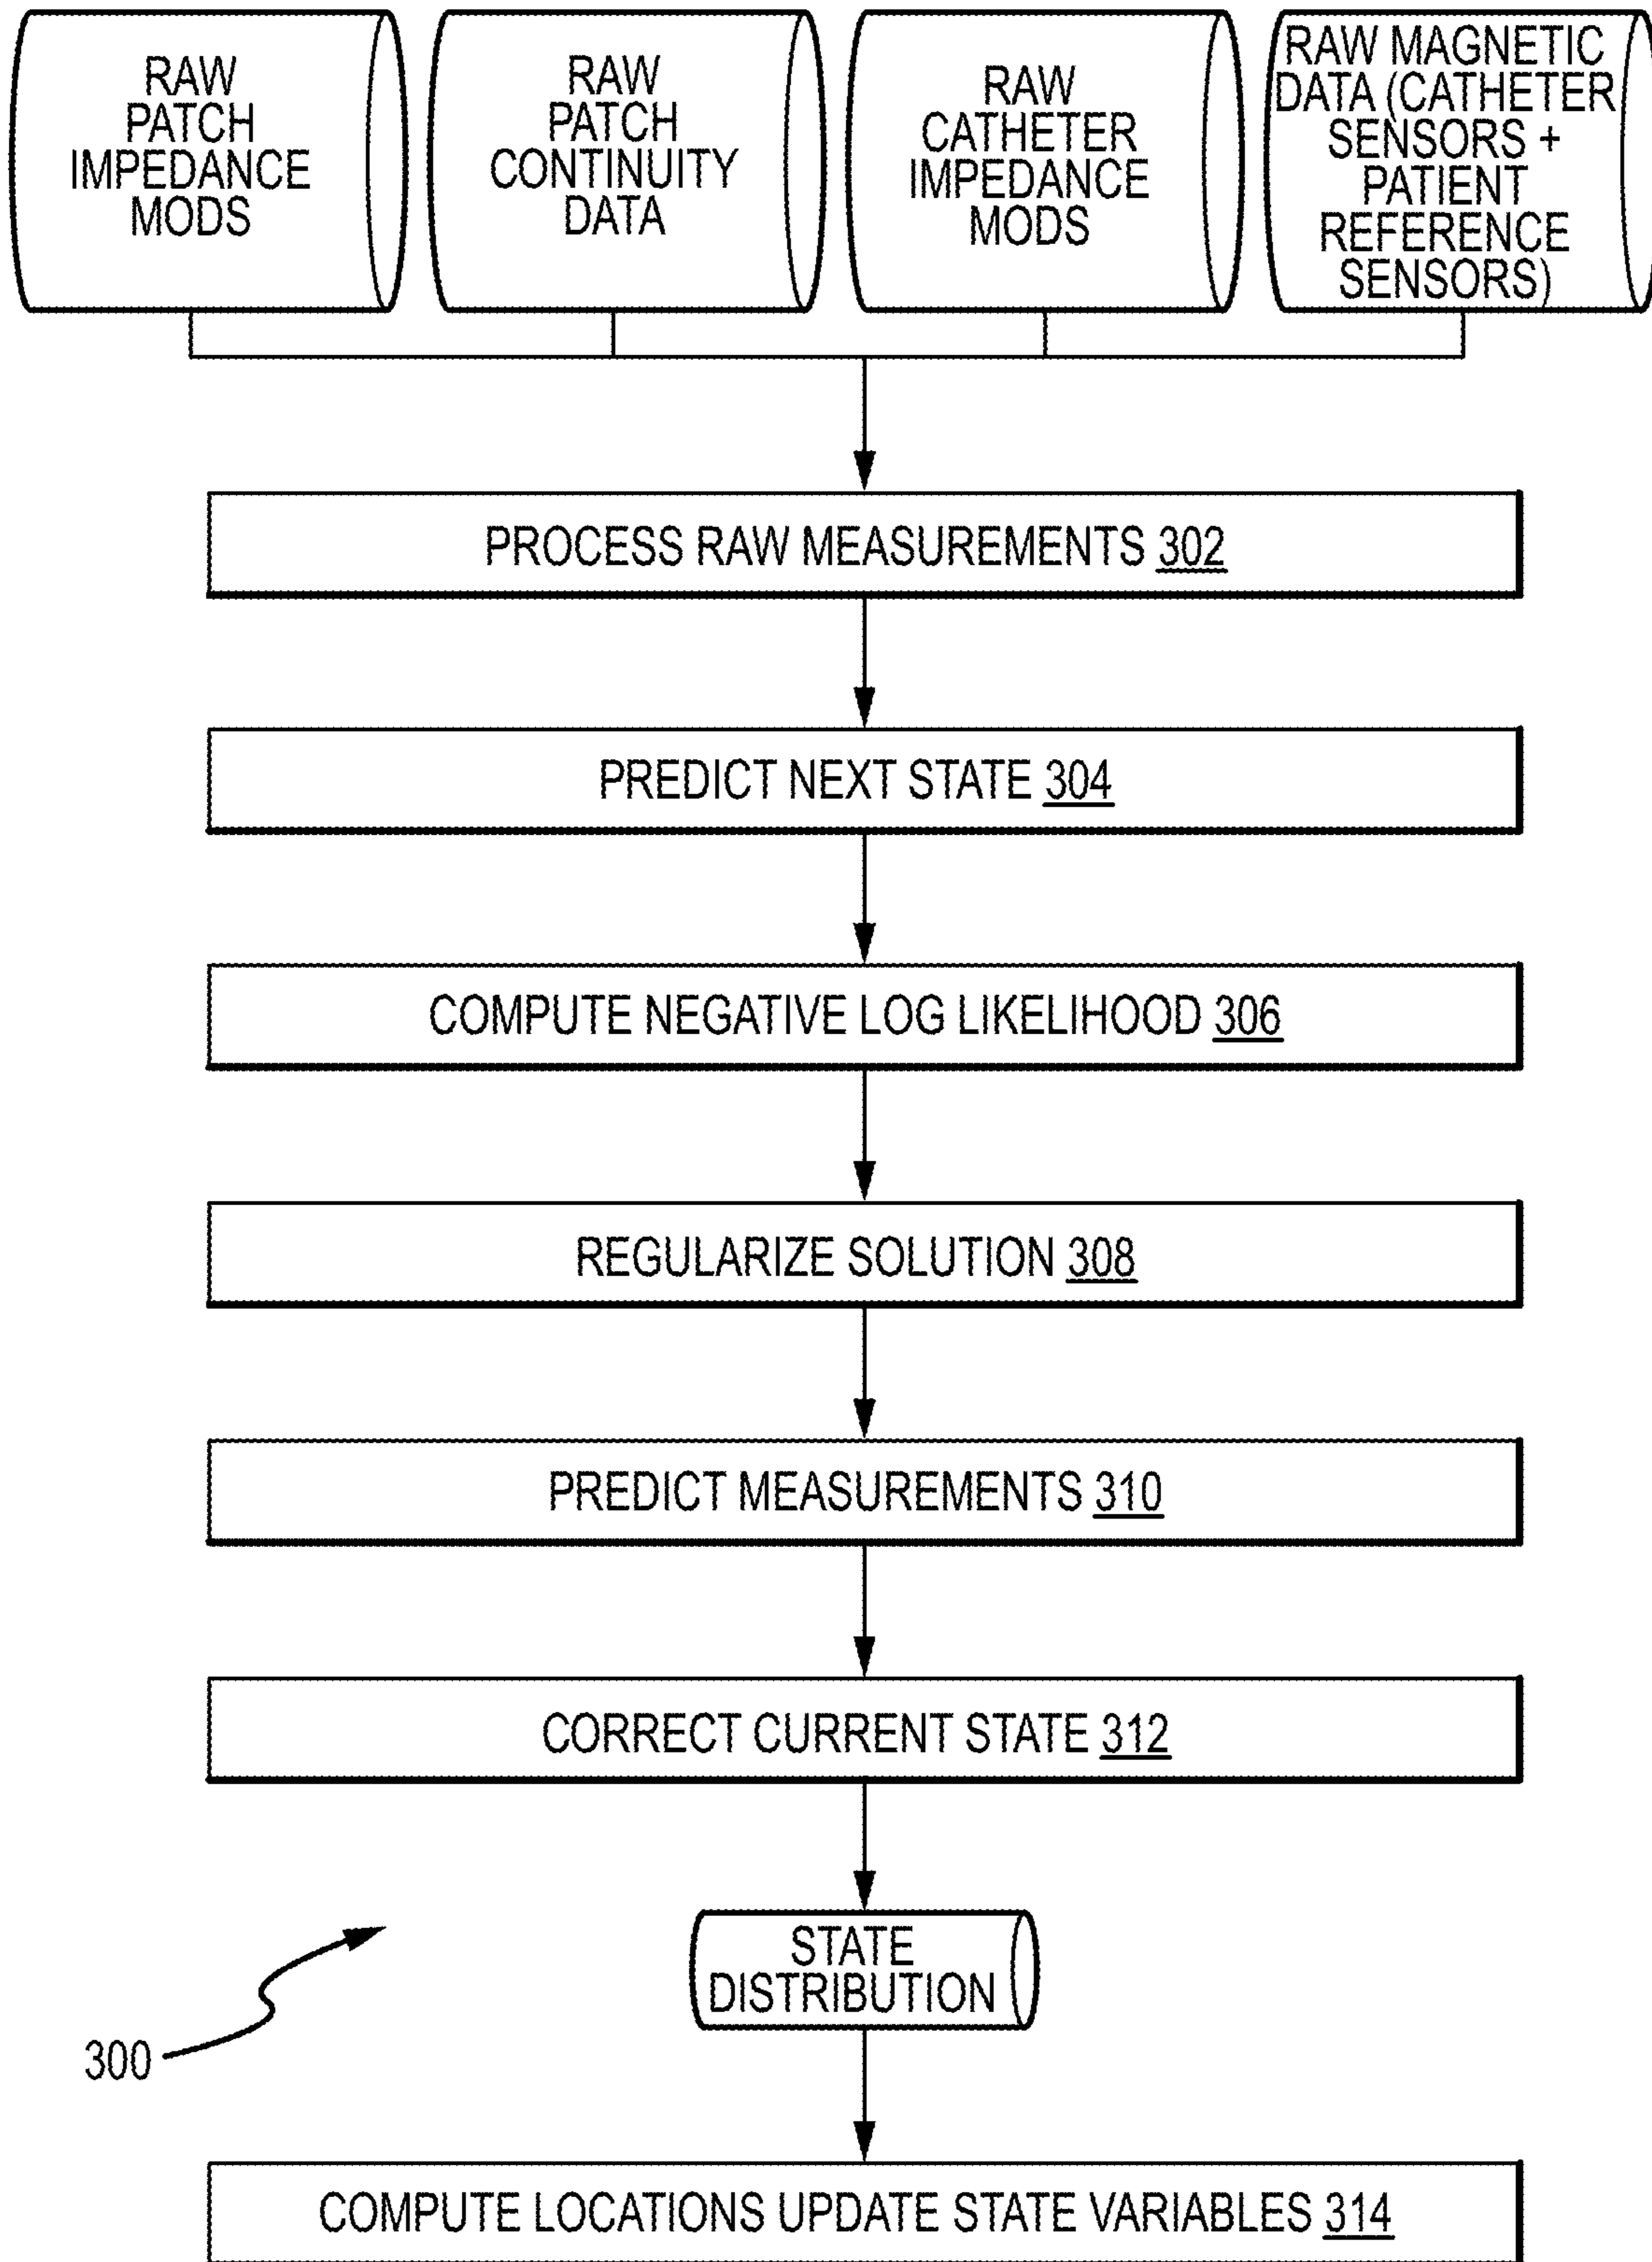 RAW
PATCH
IMPEDANCE
MODS
RAW
PATCH
CONTINUITY
DATA
RAW
CATHETER
IMPEDANCE
MODS
RAW MAGNETIC
DATA (CATHETER
SENSORS +
PATIENT
REFERENCE
SENSORS)
PROCESS RAW MEASUREMENTS 302
PREDICT NEXT STATE 304
COMPUTE NEGATIVE LOG LIKELIHOOD 306
REGULARIZE SOLUTION 308
PREDICT MEASUREMENTS 310
CORRECT CURRENT STATE 312
STATE
DISTRIBUTION
300
COMPUTE LOCATIONS UPDATE STATE VARIABLES 314